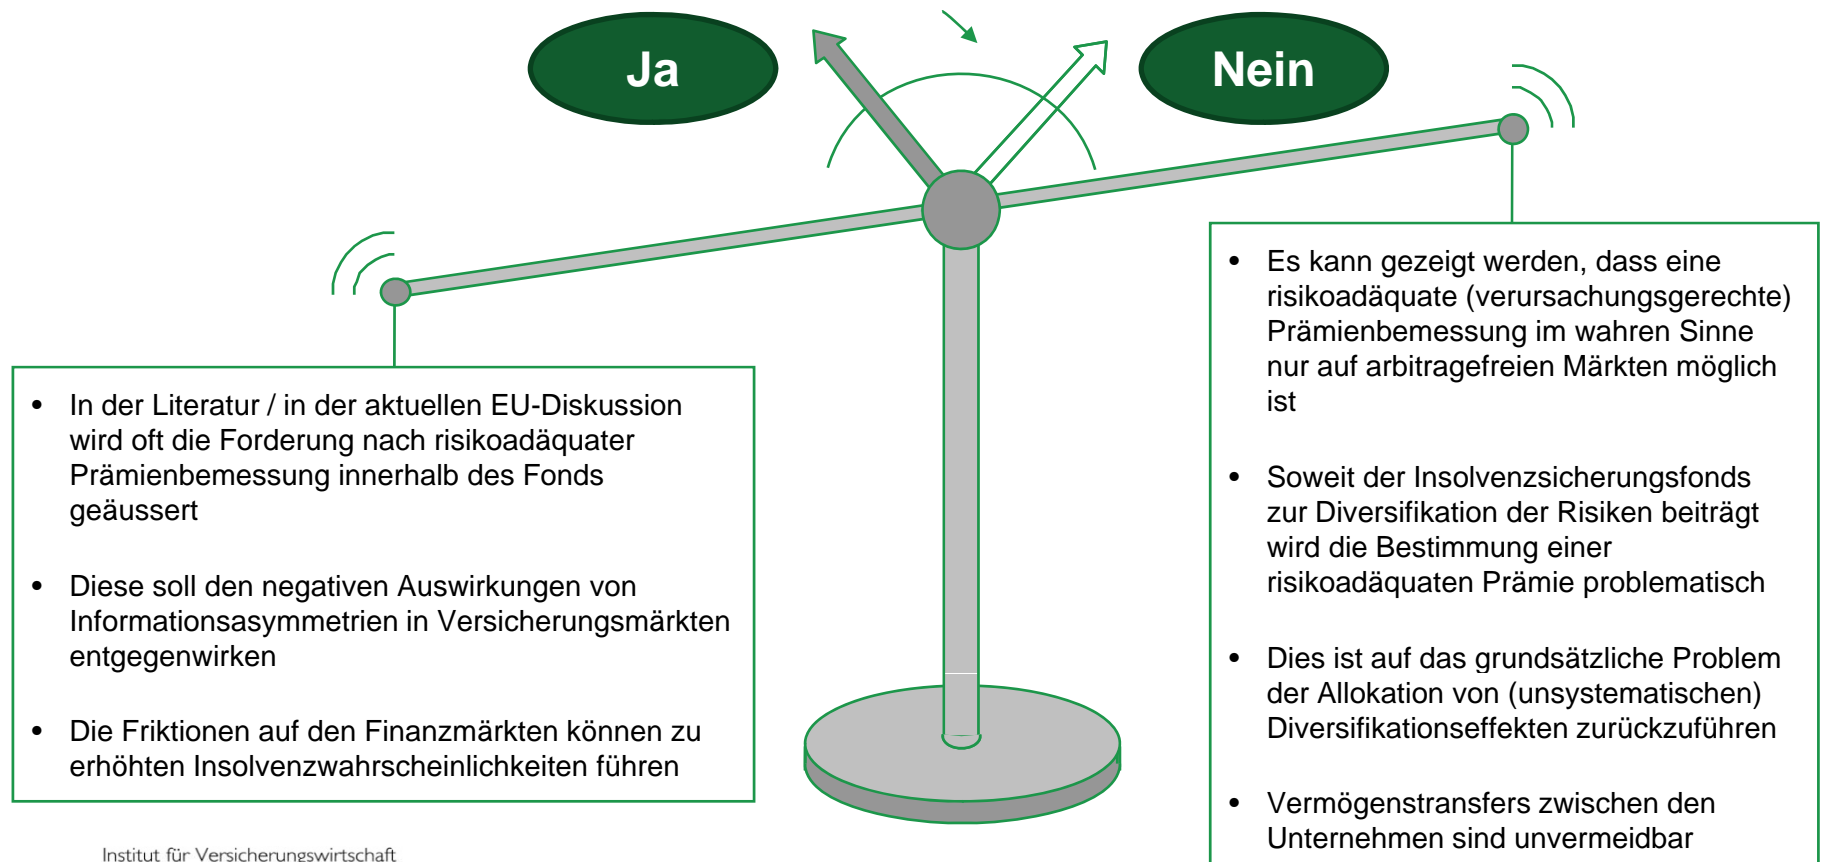 Ja
Nein
• In der Literatur / in der aktuellen EU-Diskussion
wird oft die Forderung nach risikoadäquater
Prämienbemessung innerhalb des Fonds
geäussert
• Diese soll den negativen Auswirkungen von
Informationsasymmetrien in Versicherungsmärkten
entgegenwirken
• Die Friktionen auf den Finanzmärkten können zu
erhöhten Insolvenzwahrscheinlichkeiten führen
• Es kann gezeigt werden, dass eine
risikoadäquate (verursachungsgerechte)
Prämienbemessung im wahren Sinne
nur auf arbitragefreien Märkten möglich
ist
• Soweit der Insolvenzsicherungsfonds
zur Diversifikation der Risiken beiträgt
wird die Bestimmung einer
risikoadäquaten Prämie problematisch
• Dies ist auf das grundsätzliche Problem
der Allokation von (unsystematischen)
Diversifikationseffekten zurückzuführen
• Vermögenstransfers zwischen den
Unternehmen sind unvermeidbar
Institut für Versicherungswirtschaft